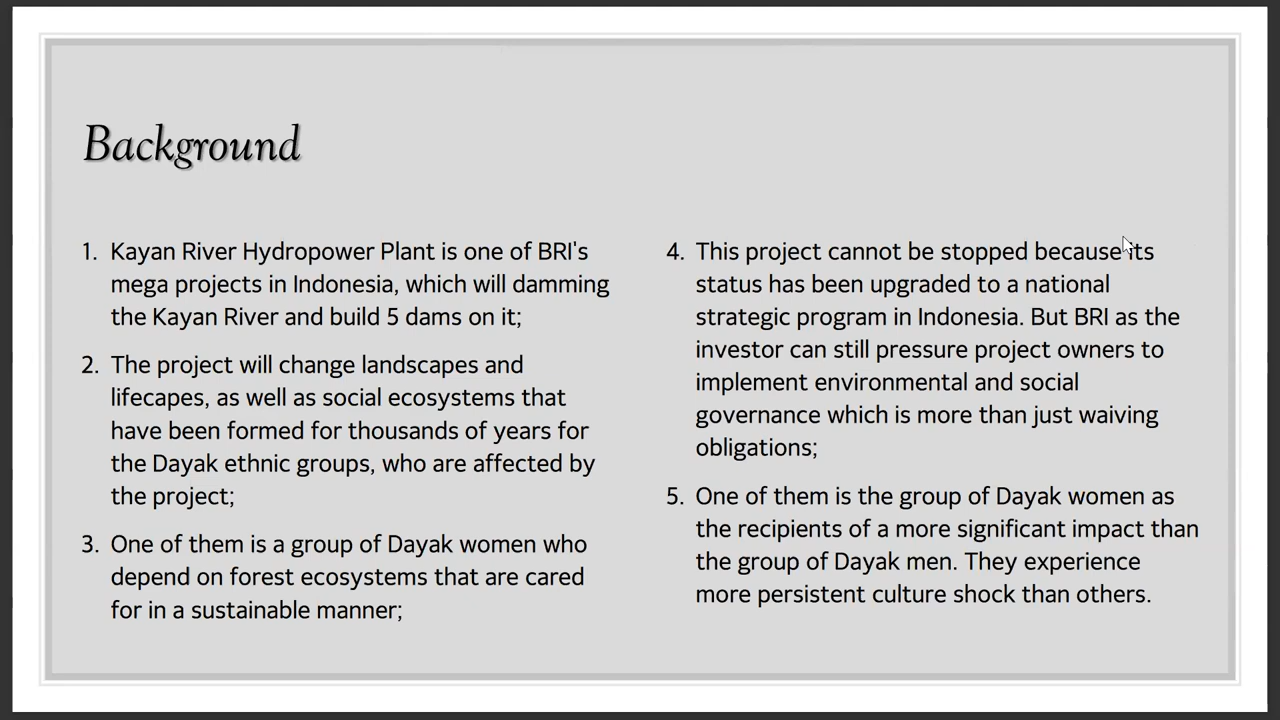 Background
1. Kayan River Hydropower Plant is one of BRI's
mega projects in Indonesia, which will damming
the Kayan River and build 5 dams on it;
2. The project will change landscapes and
lifecapes, as well as social ecosystems that
have been formed for thousands of years for
the Dayak ethnic groups, who are affected by
the project;
3. One of them is a group of Dayak women who
depend on forest ecosystems that are cared
for in a sustainable manner;
4. This project cannot be stopped because its
status has been upgraded to a national
strategic program in Indonesia. But BRI as the
investor can still pressure project owners to
implement environmental and social
governance which is more than just waiving
obligations;
5. One of them is the group of Dayak women as
the recipients of a more significant impact than
the group of Dayak men. They experience
more persistent culture shock than others.